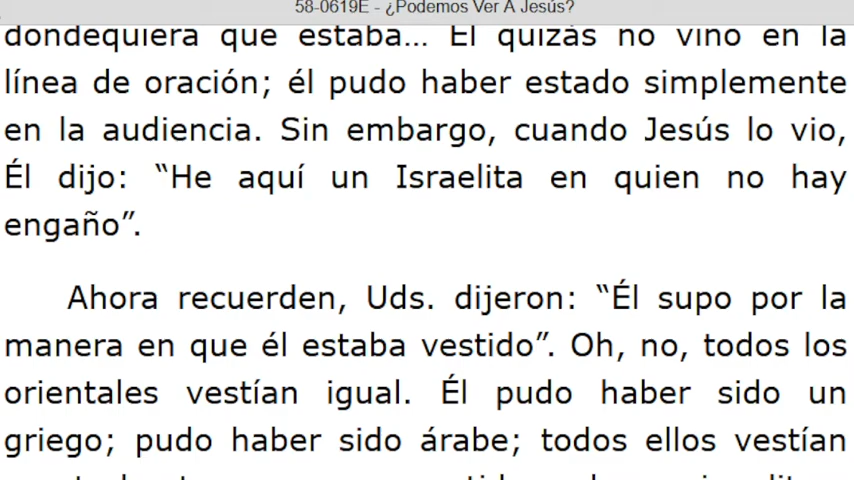 58-0619E - ¿Podemos Ver A Jesús?
dondequiera que estaba... Él quizás no vino en la
línea de oración; él pudo haber estado simplemente
en la audiencia. Sin embargo, cuando Jesús lo vio,
Él dijo: “He aquí un Israelita en quien no hay
engaño”.
Ahora recuerden, Uds. dijeron: “Él supo por la
manera en que él estaba vestido”. Oh, no, todos los
orientales vestían igual. Él pudo haber sido un
griego; pudo haber sido árabe; todos ellos vestían